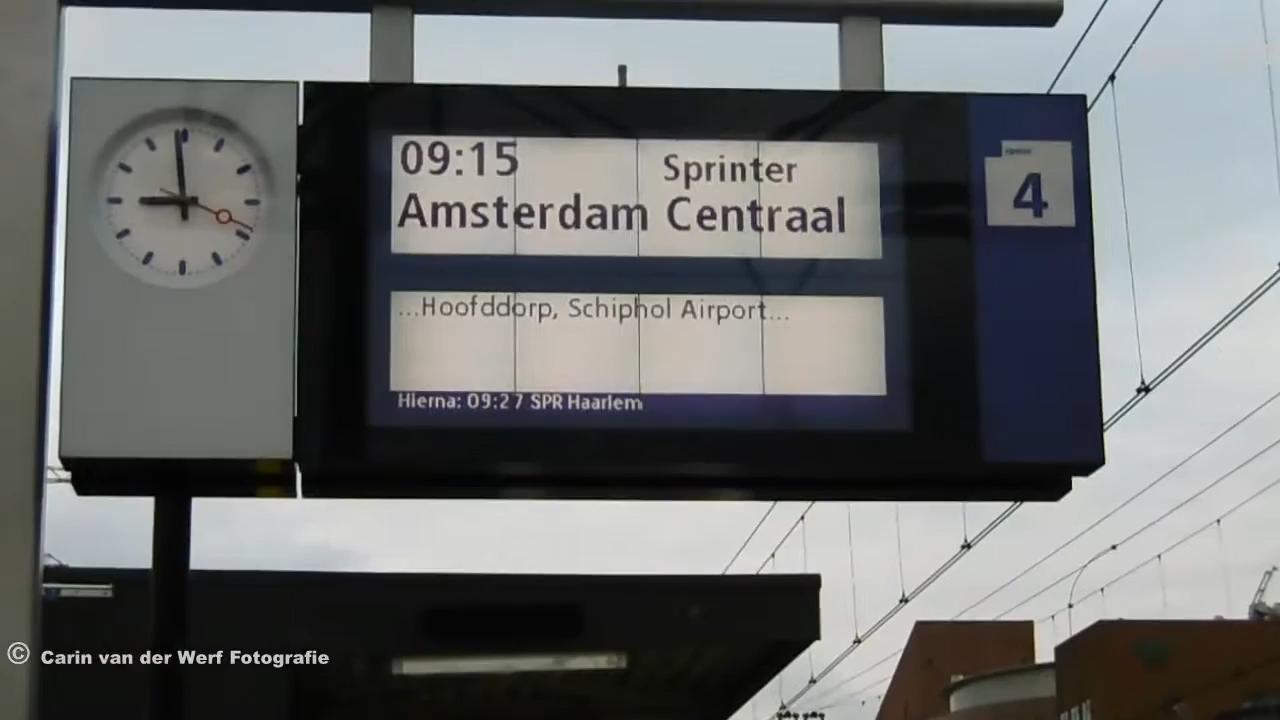 09:15
Sprinter
Amsterdam Centraal
4
...Hoofddorp, Schiphol Airport...
Hierna: 09:27 SPR Haarlem
© Carin van der Werf Fotografie